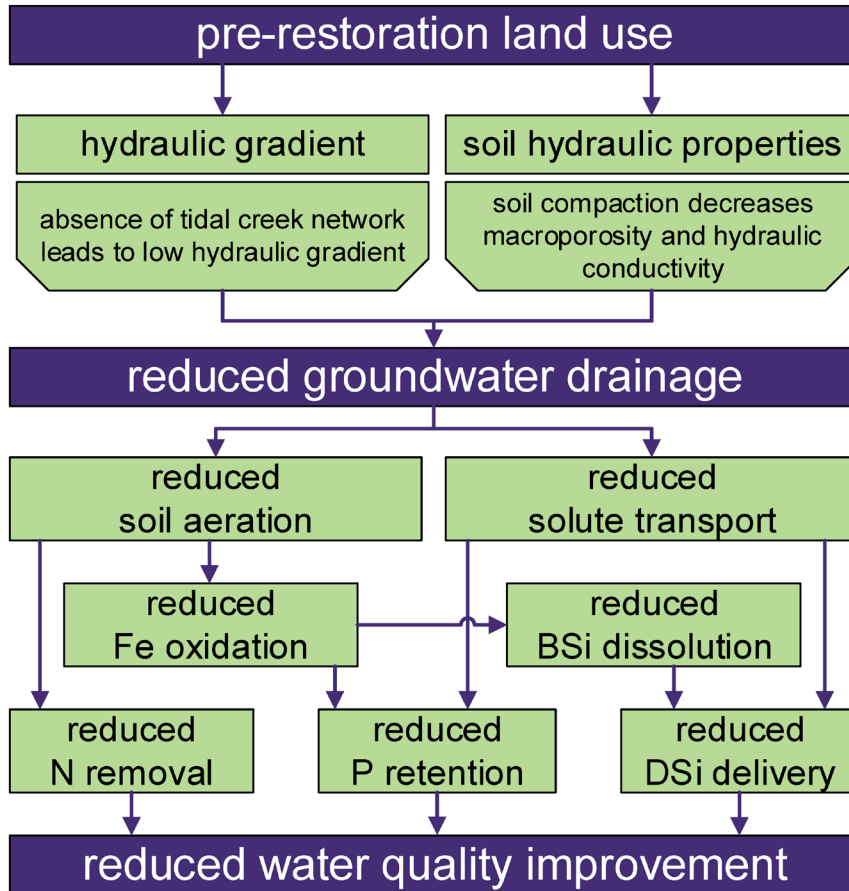 pre-restoration land use
hydraulic gradient
soil hydraulic properties
absence of tidal creek network
leads to low hydraulic gradient
soil compaction decreases
macroporosity and hydraulic
conductivity
reduced groundwater drainage
reduced
soil aeration
reduced
solute transport
reduced
Fe oxidation
reduced
BSi dissolution
reduced
N removal
reduced
P retention
reduced
DSi delivery
reduced water quality improvement